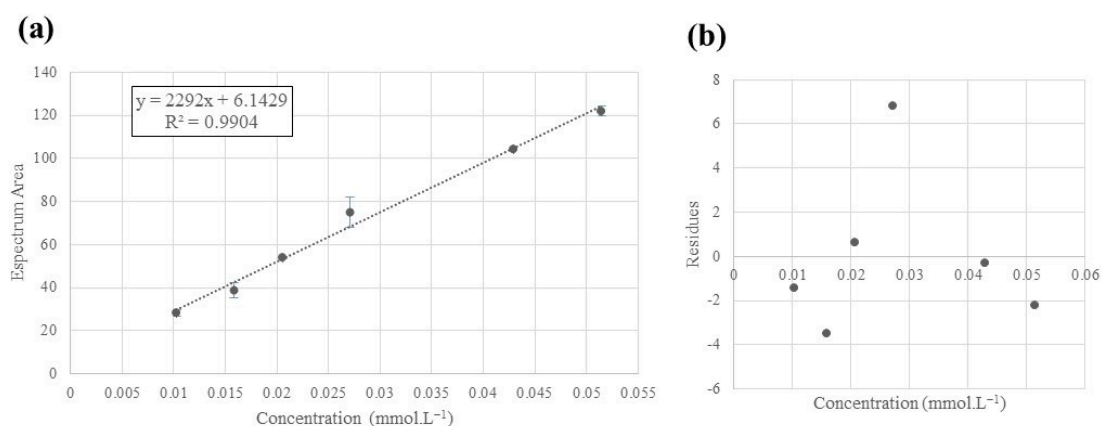 (a)
140
120
100
80
60
40
20
0
y = 2292x + 6.1429
R² = 0.9904
Espectrum Area
0 0.005 0.01 0.015 0.02 0.025 0.03 0.035 0.04 0.045 0.05 0.055
Concentration (mmol.L⁻¹)
(b)
8
6
4
2
0
-2
-4
-6
Residues
0 0.01 0.02 0.03 0.04 0.05 0.06
Concentration (mmol.L⁻¹)